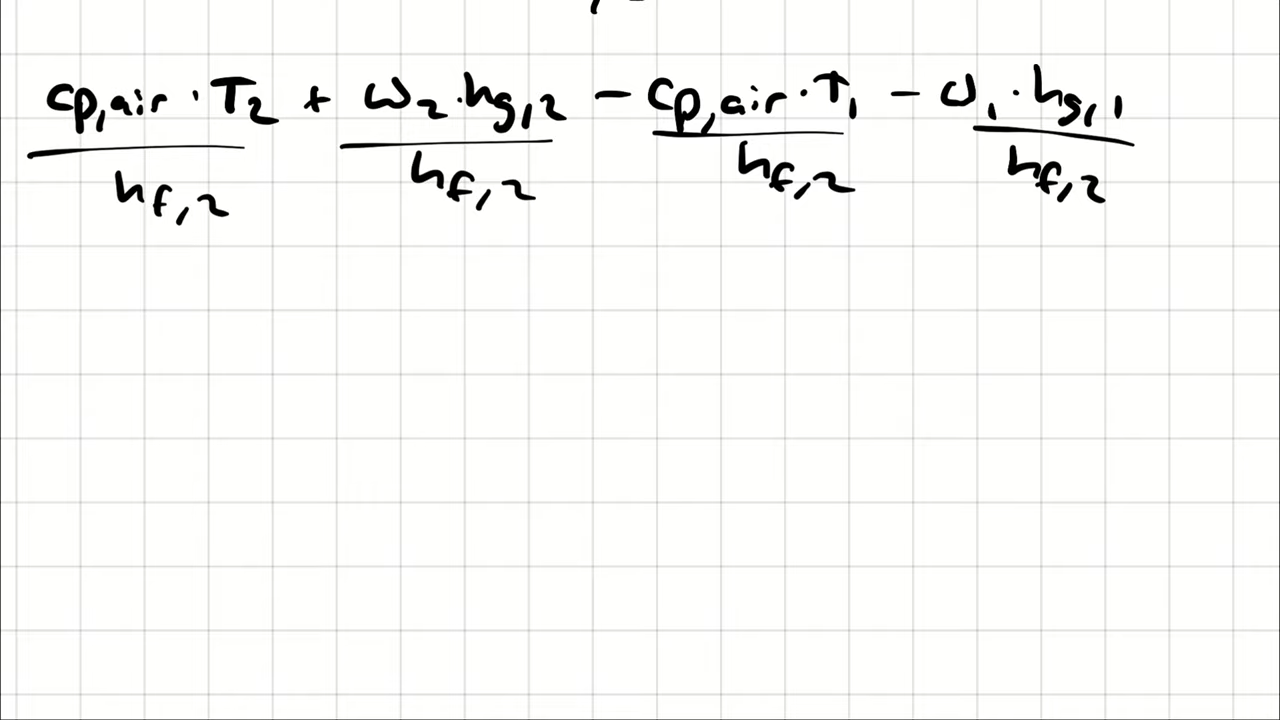 cp,air · T2 + ω2 · hg,2 − cp,air · T1 − ω1 · hg,1
hf,2 hf,2 hf,2 hf,2